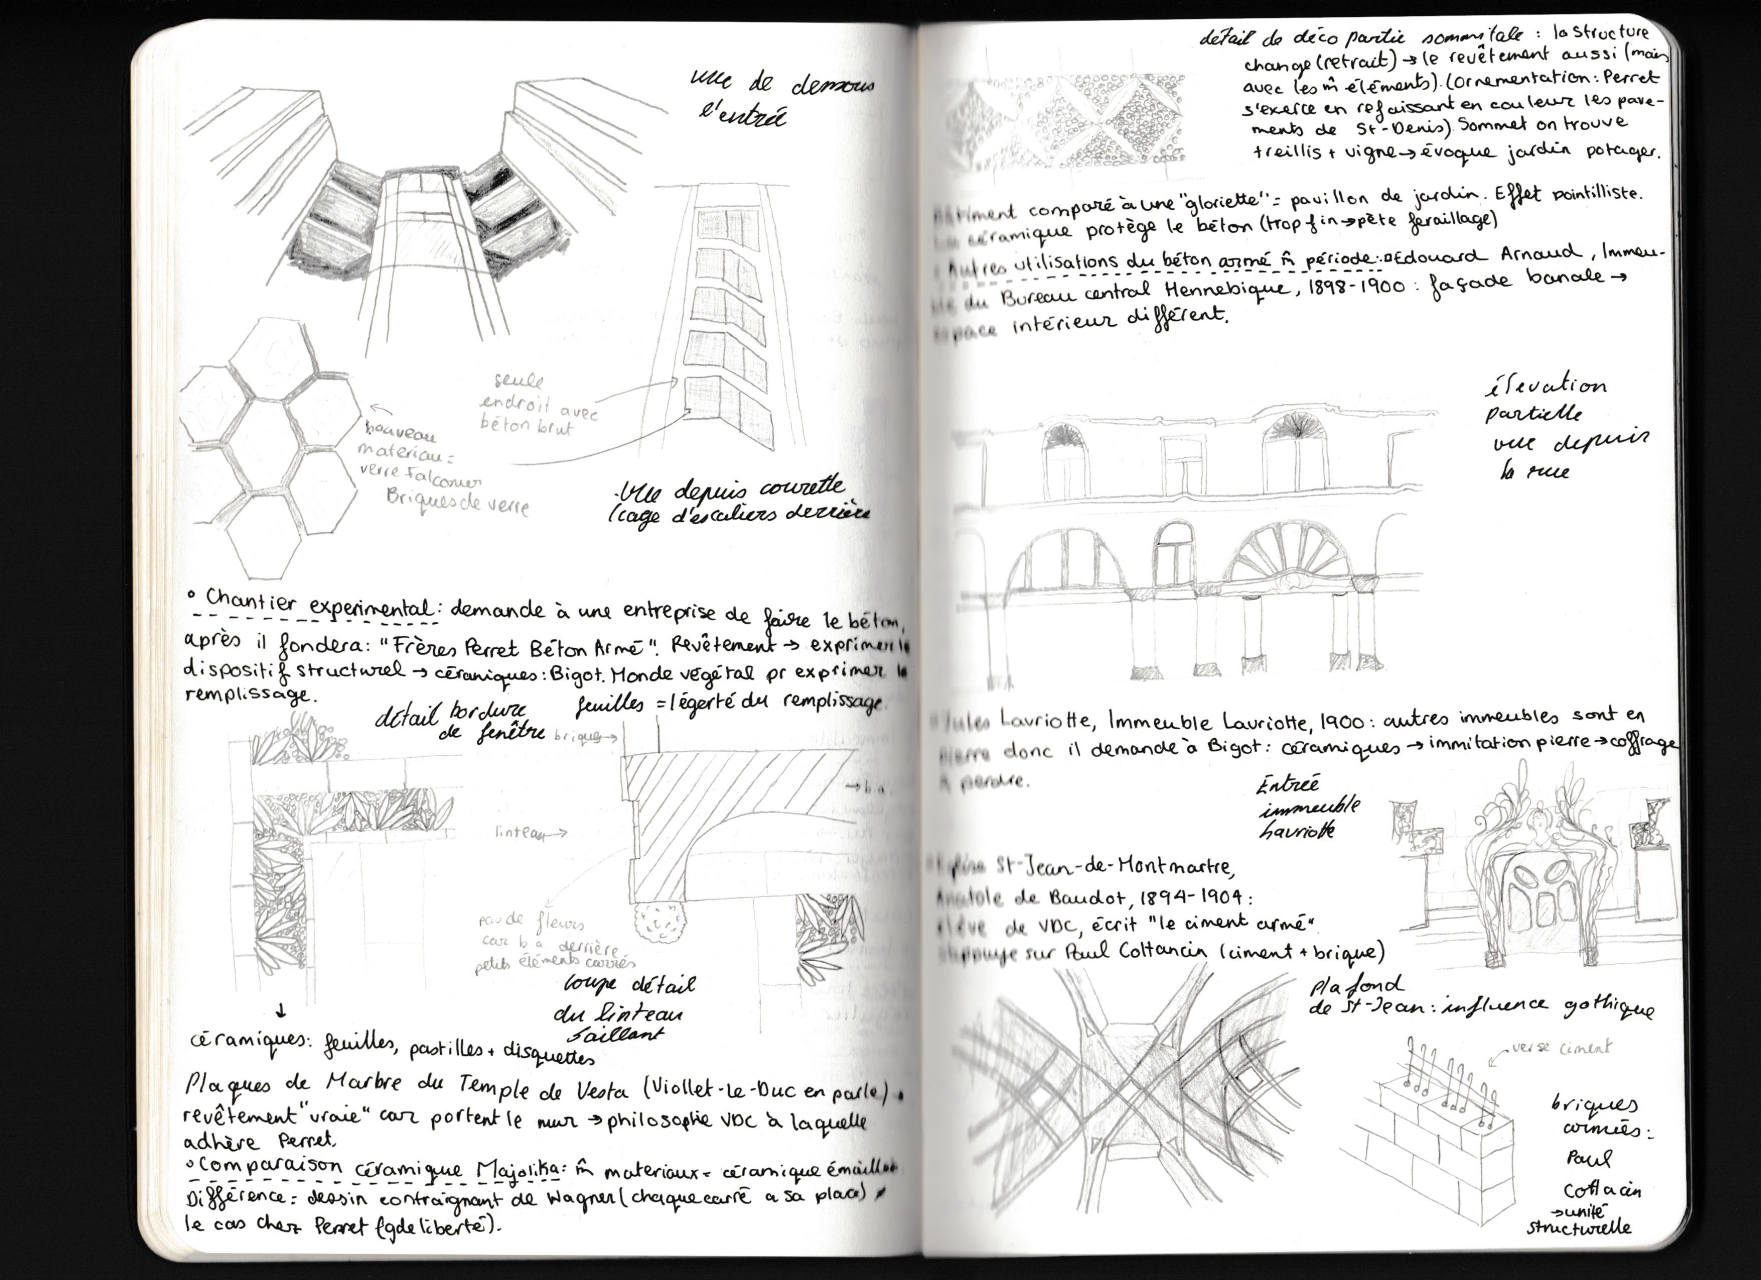 vue de dessous
l'entrée
seule
endroit avec
béton brut
nouveau
materiau =
verre Falconier
Briques de verre
Vue depuis courette
(cage d'escaliers derrière
° Chantier experimental: demande à une entreprise de faire le béton,
après il fondera: "Frères Perret Béton Armé". Revêtement → exprimer le
dispositif structurel → céramiques: Bigot. Monde végétal pr exprimer le
remplissage.
feuilles = légerté du remplissage
détail bordure
de fenêtre
brique →
→ b.a.
linteau →
pas de fleurs
car b a derrière
petits éléments carrés
coupe détail
du linteau
saillant
↓
céramiques: feuilles, pastilles + disquettes
Plaques de Marbre du Temple de Vesta (Viollet-Le-Duc en parle)
revêtement "vraie" car portent le mur → philosophie VDC à laquelle
adhère Perret.
° Comparaison céramique Majolika: m̂ materiaux = céramique émaillée
Différence = dessin contraignant de Wagner (chaque carré a sa place) ≠
le cas chez Perret (gde liberté).
détail de déco partie sommitale : la structure
change (retrait) → le revêtement aussi (mais
avec les m̂ éléments). (Ornementation: Perret
s'exerce en refaissant en couleur les pave-
ments de St-Denis). Sommet on trouve
treillis + vigne → évoque jardin potager.
Bâtiment comparé à une "gloriette" = pavillon de jardin. Effet pointilliste.
La céramique protège le béton (trop fin → pète feraillage)
° Autres utilisations du béton armé m̂ période: Edouard Arnaud, Immeu-
ble du Bureau central Hennebique, 1898-1900 : façade banale →
espace intérieur différent.
élevation
partielle
vue depuis
la rue
° Jules Lavriotte, Immeuble Lavriotte, 1900 : autres immeubles sont en
pierre donc il demande à Bigot : céramiques → immitation pierre → coffrage
à perdre.
Entrée
immeuble
Lavriotte
° Eglise St-Jean-de-Montmartre,
Anatole de Baudot, 1894-1904 :
élève de VDC, écrit "le ciment armé"
s'appuye sur Paul Cottancin (ciment + brique)
plafond
de St-Jean : influence gothique
verse ciment
briques
armées :
Paul
Cottacin
→ unité
structurelle